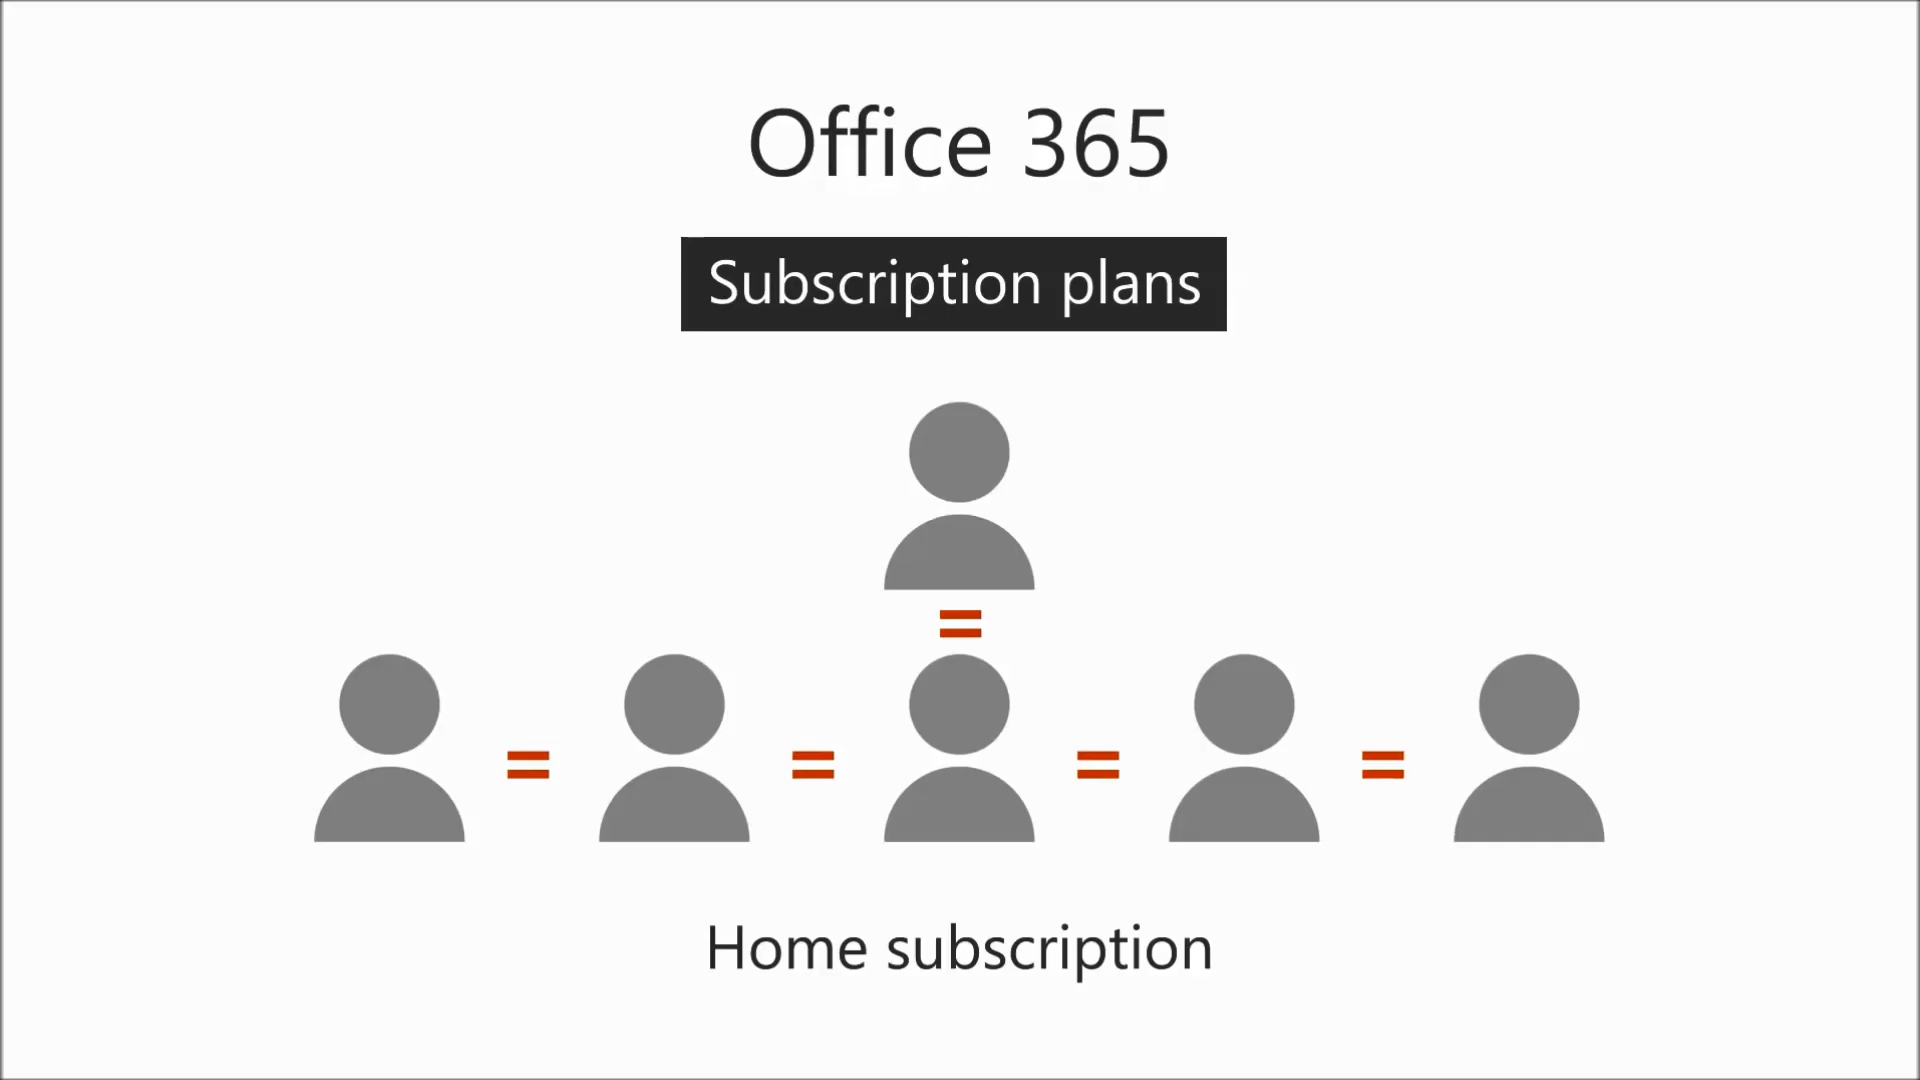 Office 365
Subscription plans
=
= = = =
Home subscription